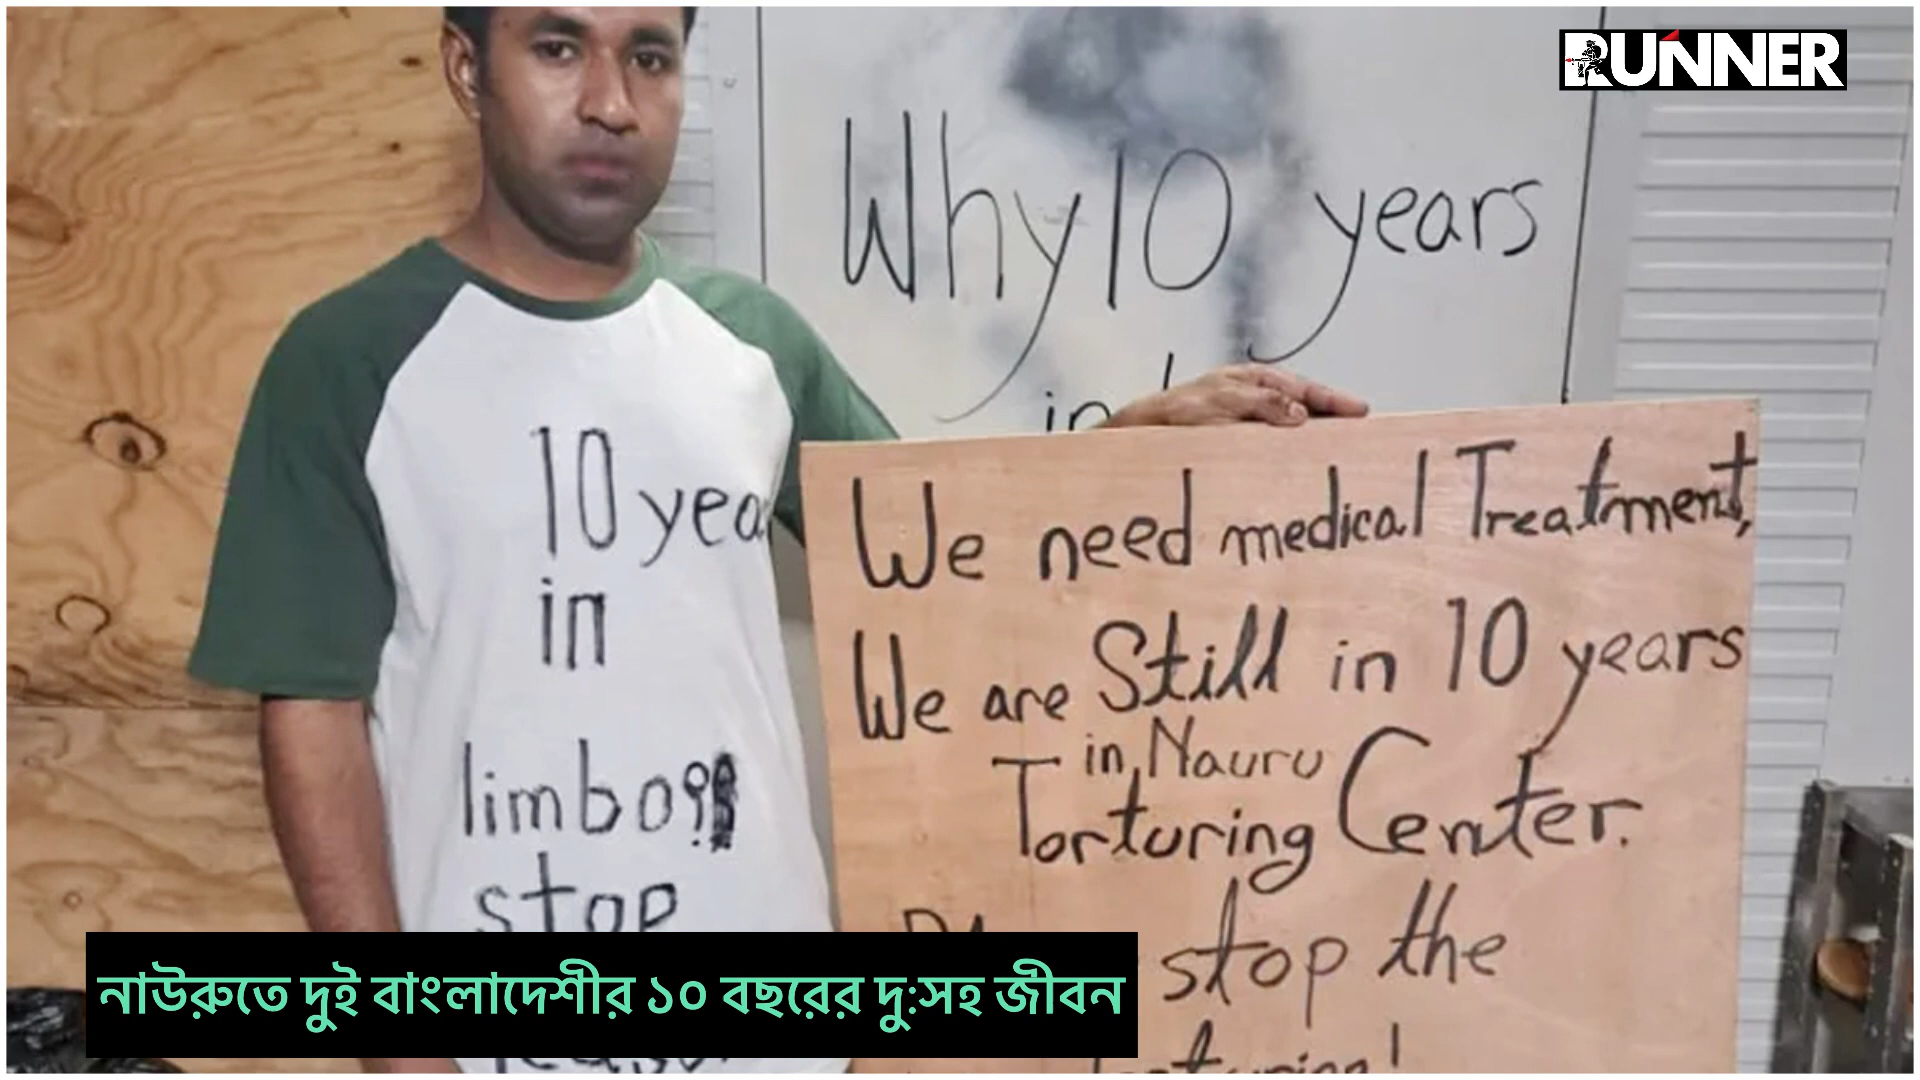 RUNNER
Why 10 years
in
10 yea
in
limbo?
stop
We need medical Treatment,
We are Still in 10 years
in Nauru
Torturing Center.
stop the
নাউরুতে দুই বাংলাদেশীর ১০ বছরের দু:সহ জীবন